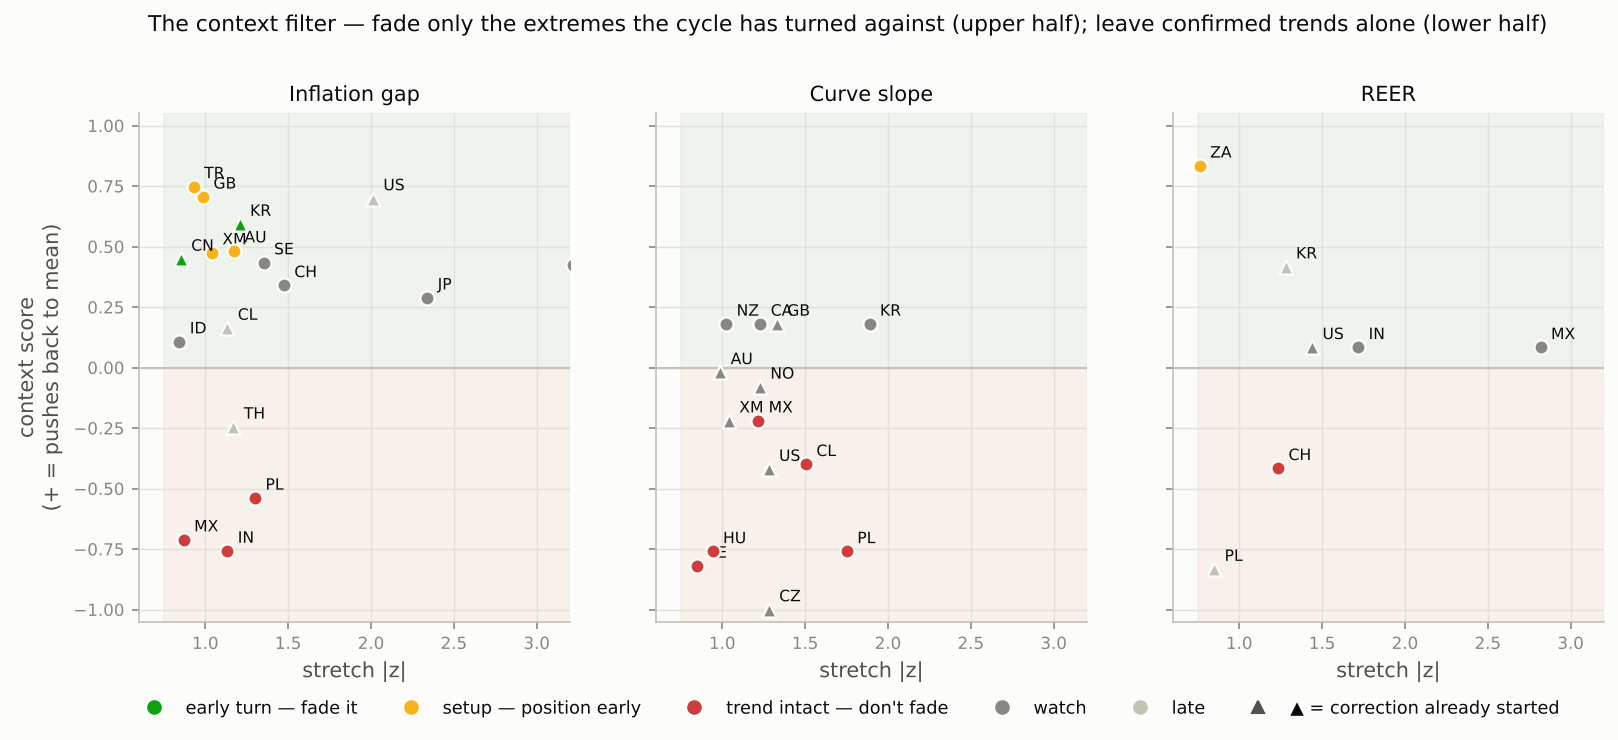 The context filter — fade only the extremes the cycle has turned against (upper half); leave confirmed trends alone (lower half)
Inflation gap
Curve slope
REER
context score
(+ = pushes back to mean)
1.00
0.75
0.50
0.25
0.00
−0.25
−0.50
−0.75
−1.00
TR
GB
US
KR
CN
XM
AU
SE
CH
JP
CL
ID
TH
PL
MX
IN
NZ
CA
GB
KR
AU
NO
XM
MX
US
CL
HU
PL
CZ
ZA
KR
US
IN
MX
CH
PL
1.0 1.5 2.0 2.5 3.0
1.0 1.5 2.0 2.5 3.0
1.0 1.5 2.0 2.5 3.0
stretch |z|
stretch |z|
stretch |z|
early turn — fade it
setup — position early
trend intact — don't fade
watch
late
▲ = correction already started